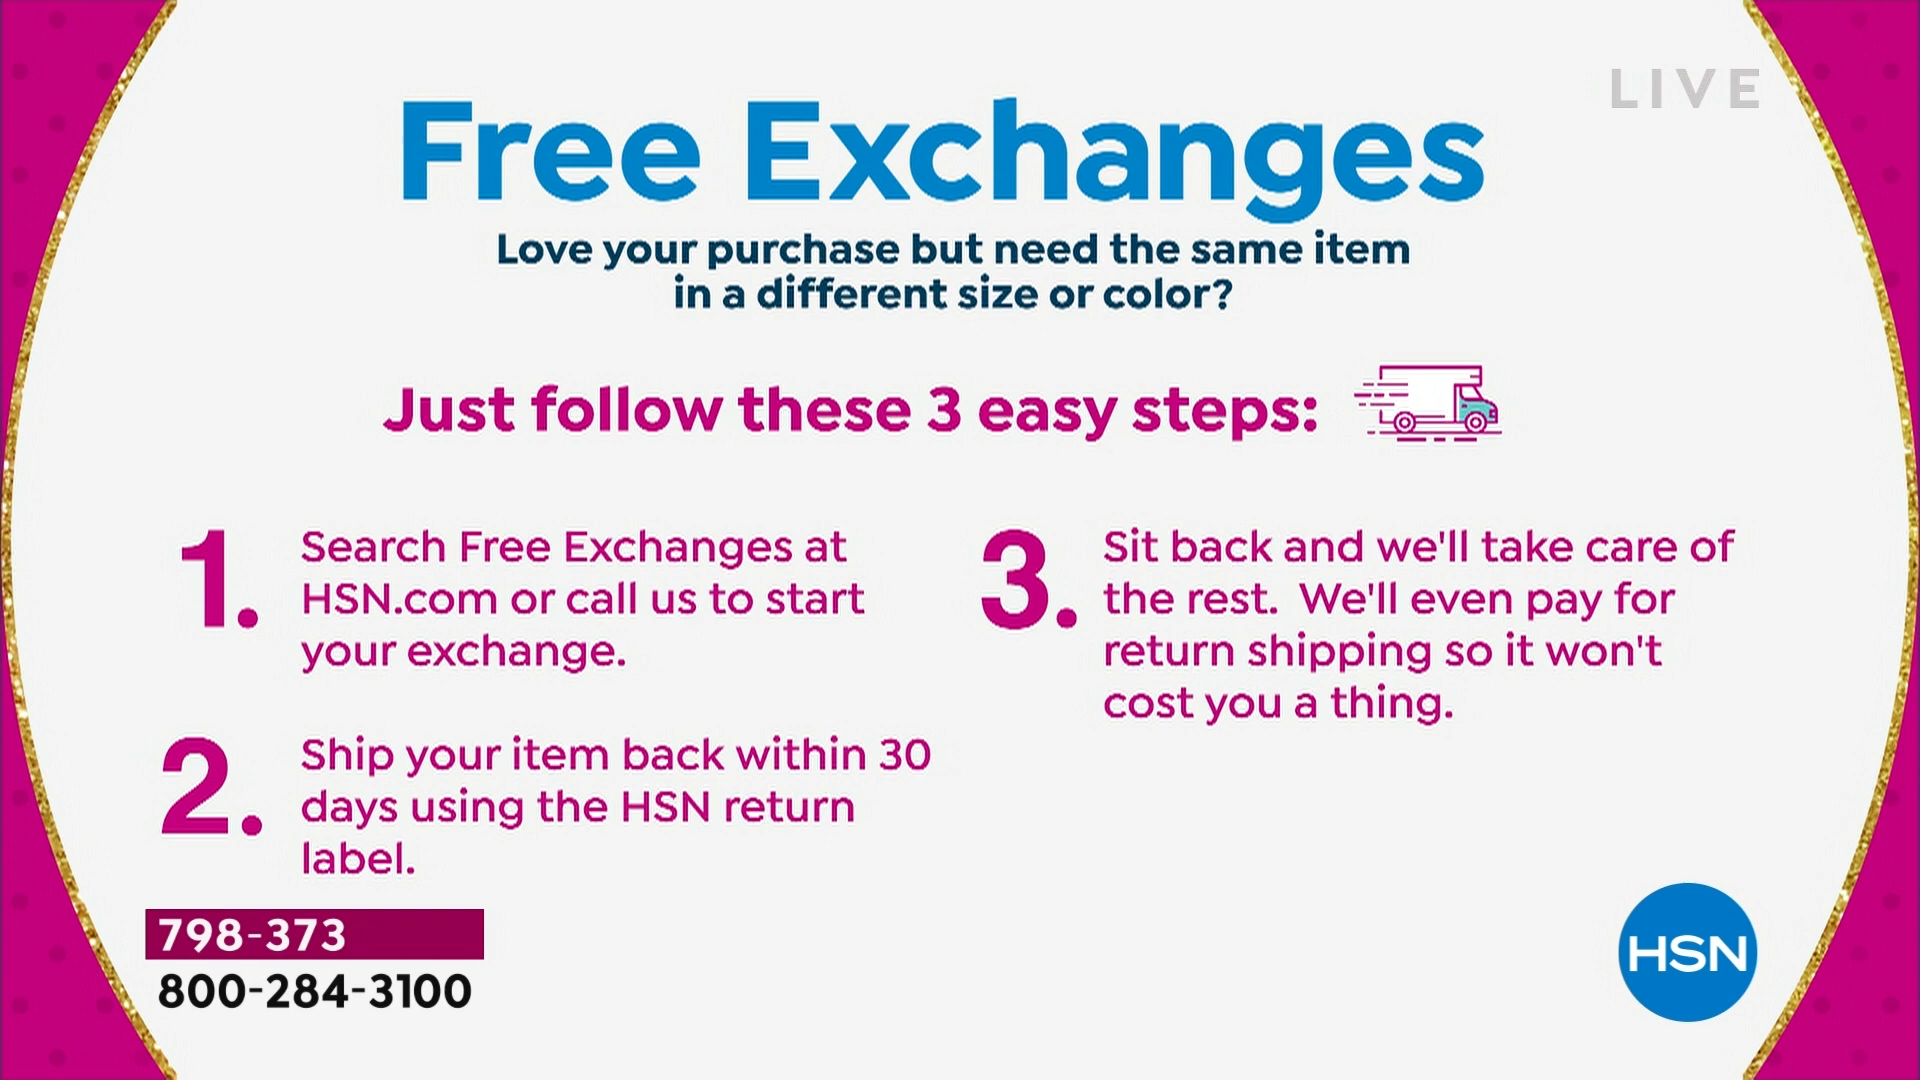 LIVE
Free Exchanges
Love your purchase but need the same item
in a different size or color?
Just follow these 3 easy steps:
1. Search Free Exchanges at
HSN.com or call us to start
your exchange.
2. Ship your item back within 30
days using the HSN return
label.
3. Sit back and we'll take care of
the rest. We'll even pay for
return shipping so it won't
cost you a thing.
798-373
800-284-3100
HSN